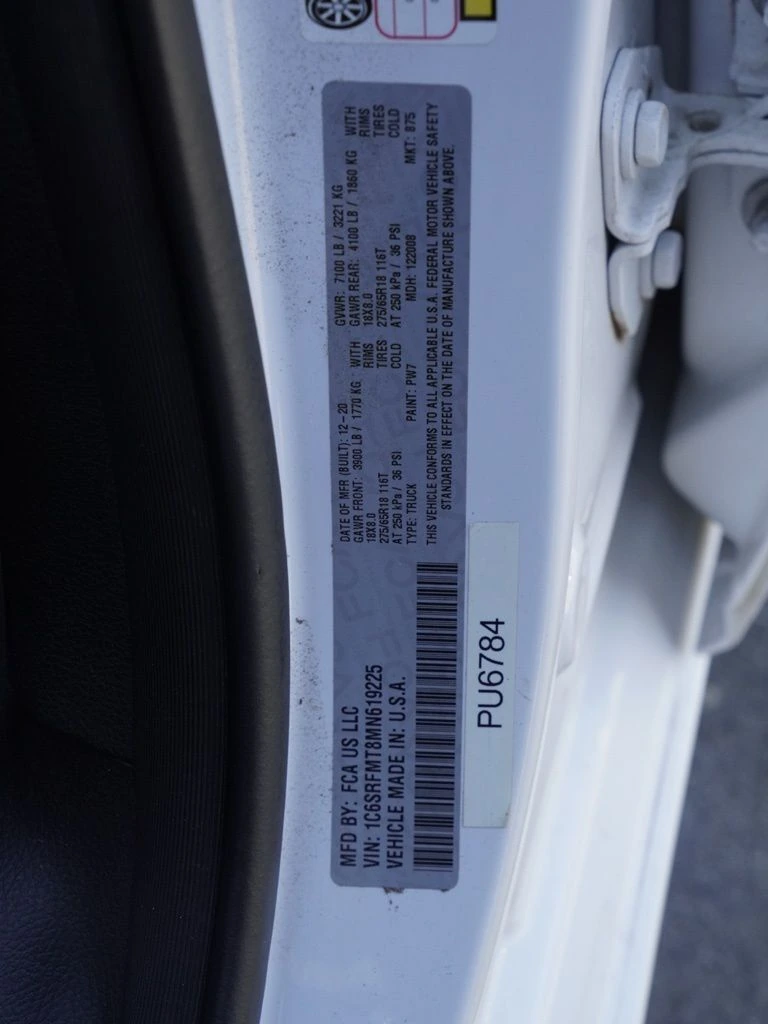 MFD BY: FCA US LLC
VIN: 1C6SRFMT8MN619225
VEHICLE MADE IN: U.S.A.
DATE OF MFR (BUILT): 12-20 GVWR: 7100 LB / 3221 KG
GAWR FRONT: 3900 LB / 1770 KG WITH GAWR REAR: 4100 LB / 1860 KG WITH
18X8.0 RIMS 18X8.0 RIMS
275/65R18 116T TIRES 275/65R18 116T TIRES
AT 250 kPa / 36 PSI COLD AT 250 kPa / 36 PSI COLD
TYPE: TRUCK PAINT: PW7 MDH: 122008 MKT: 875
THIS VEHICLE CONFORMS TO ALL APPLICABLE U.S.A. FEDERAL MOTOR VEHICLE SAFETY
STANDARDS IN EFFECT ON THE DATE OF MANUFACTURE SHOWN ABOVE.
PU6784